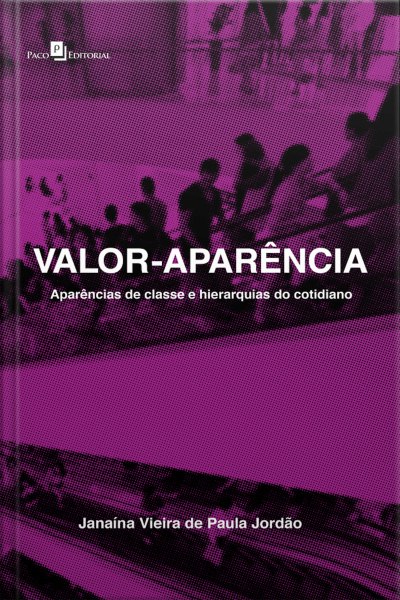 PACO EDITORIAL
VALOR-APARÊNCIA
Aparências de classe e hierarquias do cotidiano
Janaína Vieira de Paula Jordão